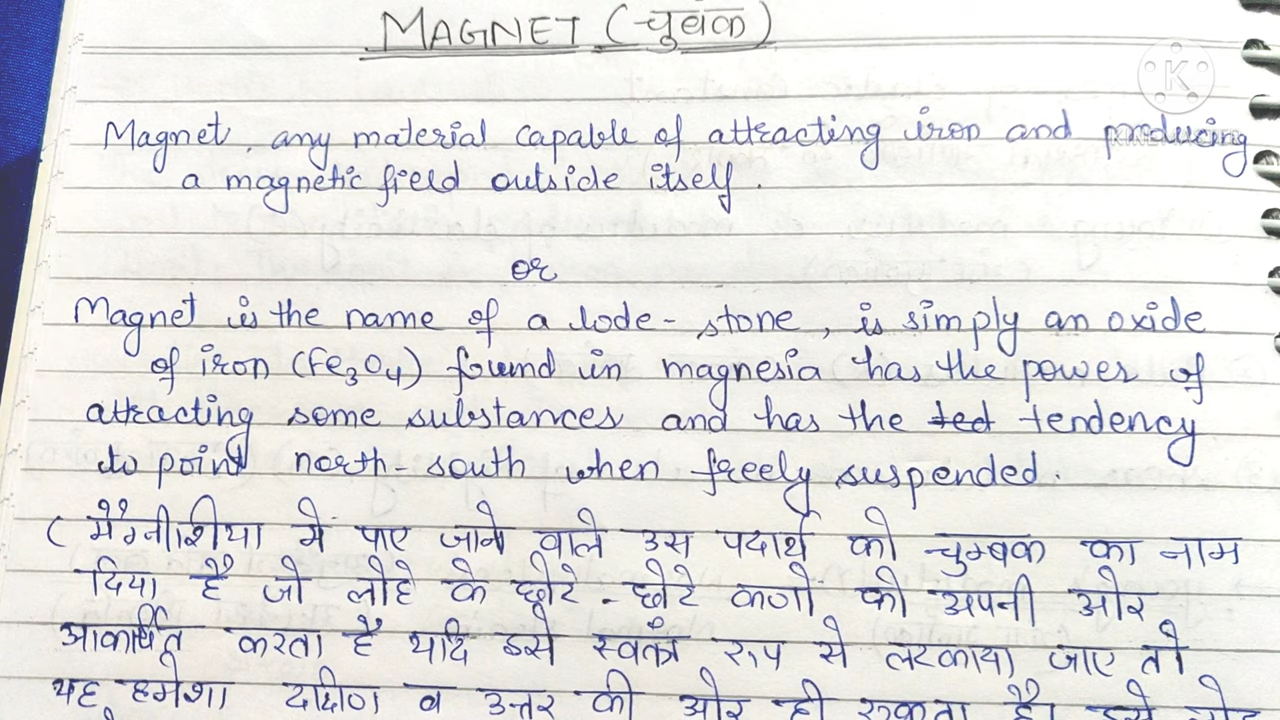 MAGNET (चुबंक)
K
Magnet, any material capable of attracting iron and producing
a magnetic field outside itself.
or
Magnet is the name of a lode-stone, is simply an oxide
of iron (Fe3O4) found in magnesia has the power of
attracting some substances and has the ted tendency
to point north-south when freely suspended.
( मैग्नीशिया में पाए जाने वाले उस पदार्थ को चुम्बक का नाम
दिया है जो लोहे के छोटे-छोटे कणों को अपनी ओर
आकर्षित करता है यदि इसे स्वतंत्र रूप से लटकाया जाए तो
यह हमेशा दक्षिण व उत्तर की ओर ही रुकता है।